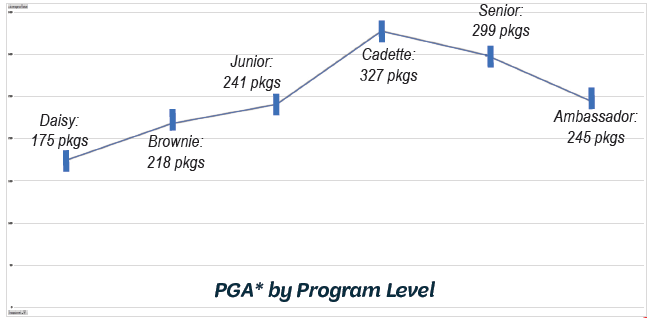 Daisy:
175 pkgs
Brownie:
218 pkgs
Junior:
241 pkgs
Cadette:
327 pkgs
Senior:
299 pkgs
Ambassador:
245 pkgs
PGA* by Program Level